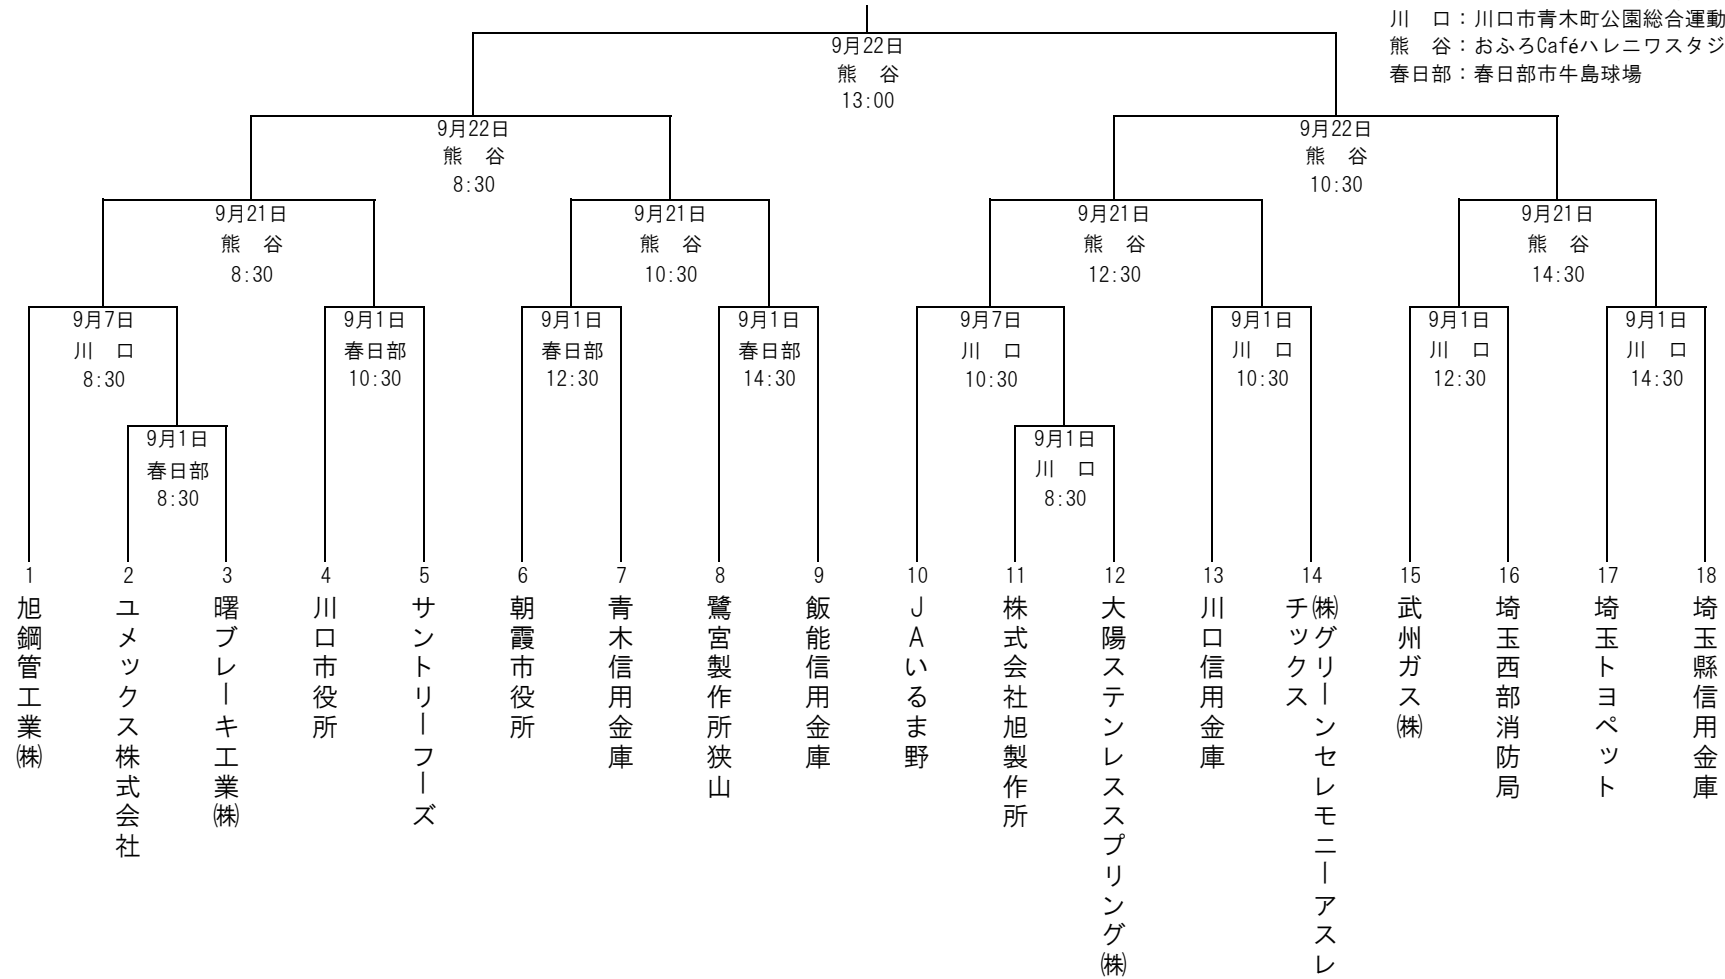 川　口：川口市青木町公園総合運動
熊　谷：おふろCaféハレニワスタジ
春日部：春日部市牛島球場
9月22日
熊　谷
13:00
9月22日
熊　谷
8:30
9月22日
熊　谷
10:30
9月21日
熊　谷
8:30
9月21日
熊　谷
10:30
9月21日
熊　谷
12:30
9月21日
熊　谷
14:30
9月7日
川　口
8:30
9月1日
春日部
10:30
9月1日
春日部
12:30
9月1日
春日部
14:30
9月7日
川　口
10:30
9月1日
川　口
10:30
9月1日
川　口
12:30
9月1日
川　口
14:30
9月1日
春日部
8:30
9月1日
川　口
8:30
1
旭鋼管工業㈱
2
ユメックス株式会社
3
曙ブレーキ工業㈱
4
川口市役所
5
サントリーフーズ
6
朝霞市役所
7
青木信用金庫
8
鷺宮製作所狭山
9
飯能信用金庫
10
ＪＡいるま野
11
株式会社旭製作所
12
大陽ステンレススプリング㈱
13
川口信用金庫
14
㈱グリーンセレモニーアスレ
チックス
15
武州ガス㈱
16
埼玉西部消防局
17
埼玉トヨペット
18
埼玉縣信用金庫